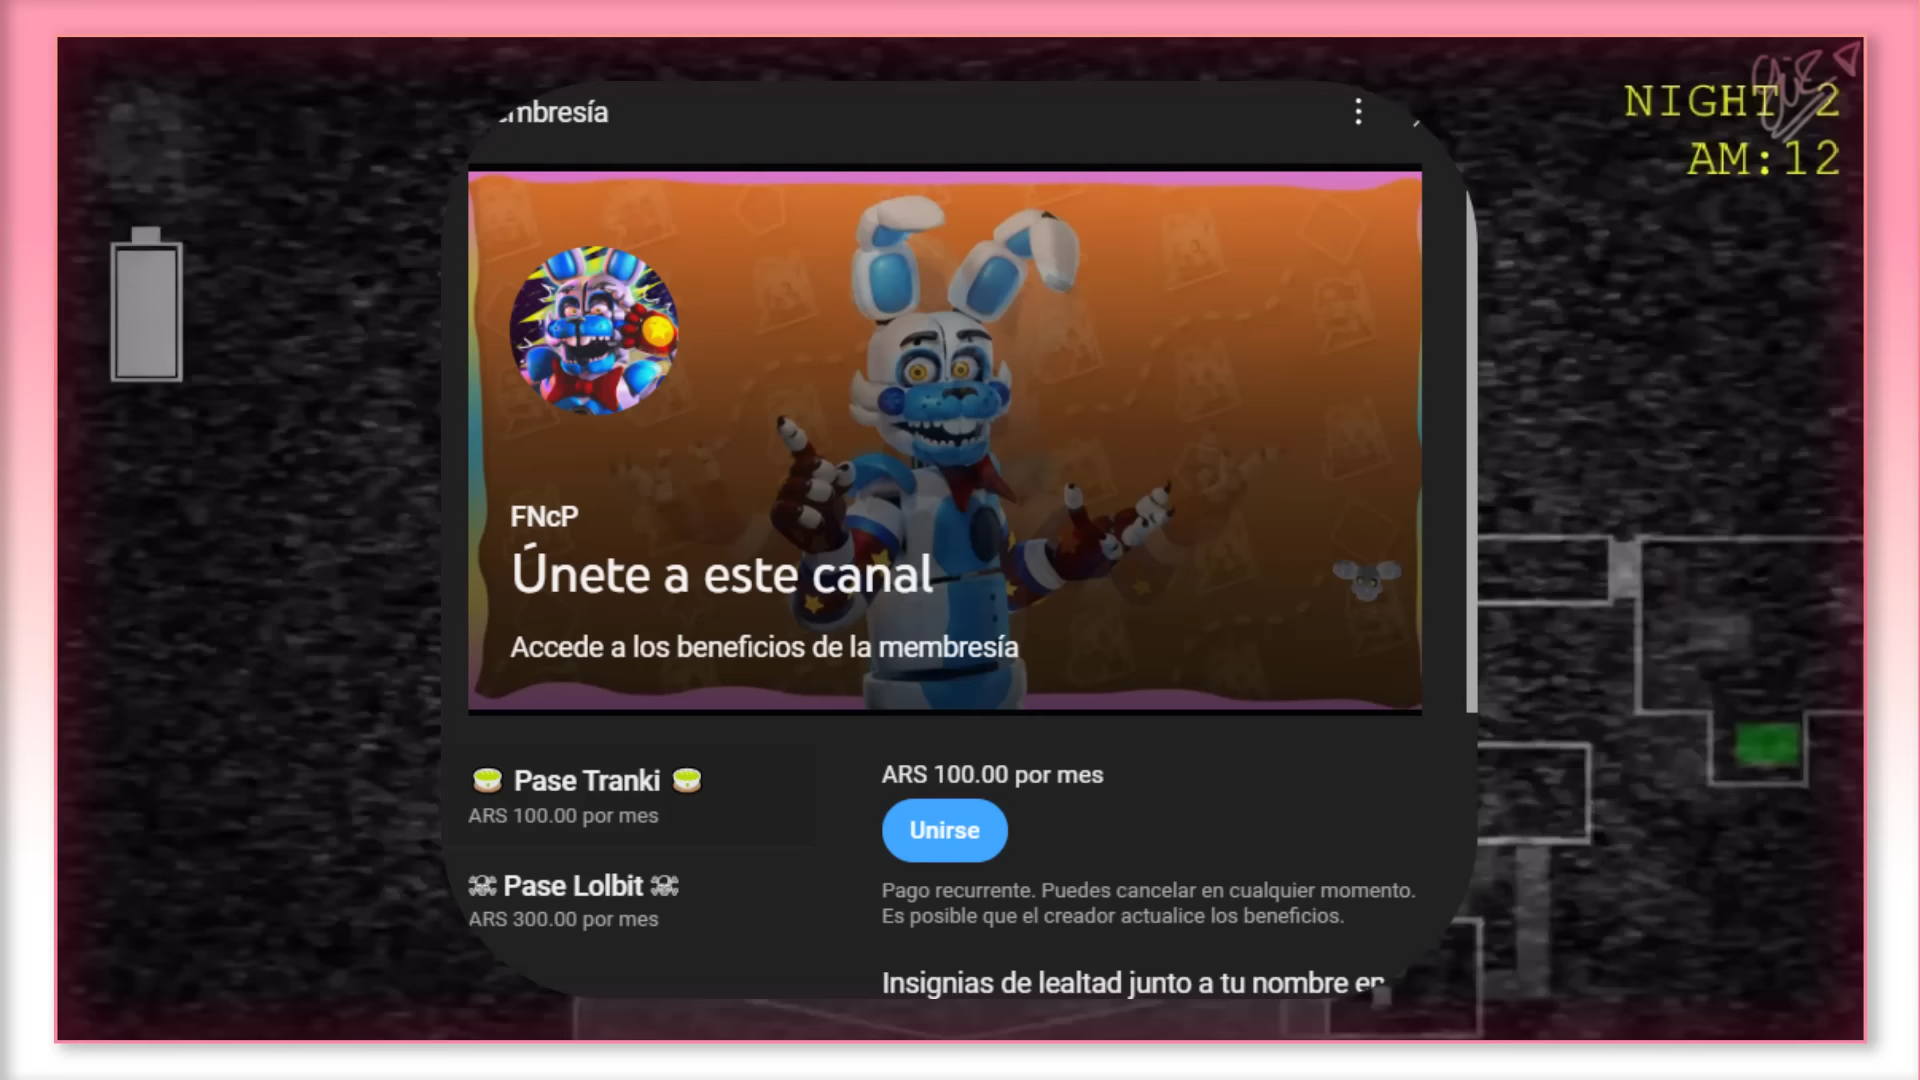 mbresía
NIGHT 2
AM:12
FNcP
Únete a este canal
Accede a los beneficios de la membresía
Pase Tranki
ARS 100.00 por mes
Pase Lolbit
ARS 300.00 por mes
ARS 100.00 por mes
Unirse
Pago recurrente. Puedes cancelar en cualquier momento.
Es posible que el creador actualice los beneficios.
Insignias de lealtad junto a tu nombre en